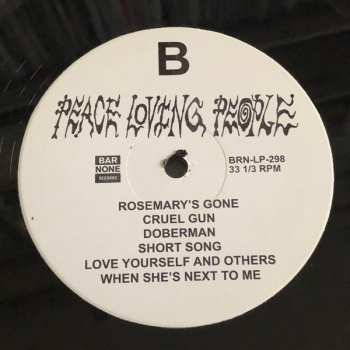 B
PEACE LOVING PEOPLE
BAR
NONE
RECORDS
BRN-LP-298
33 1/3 RPM
ROSEMARY'S GONE
CRUEL GUN
DOBERMAN
SHORT SONG
LOVE YOURSELF AND OTHERS
WHEN SHE'S NEXT TO ME